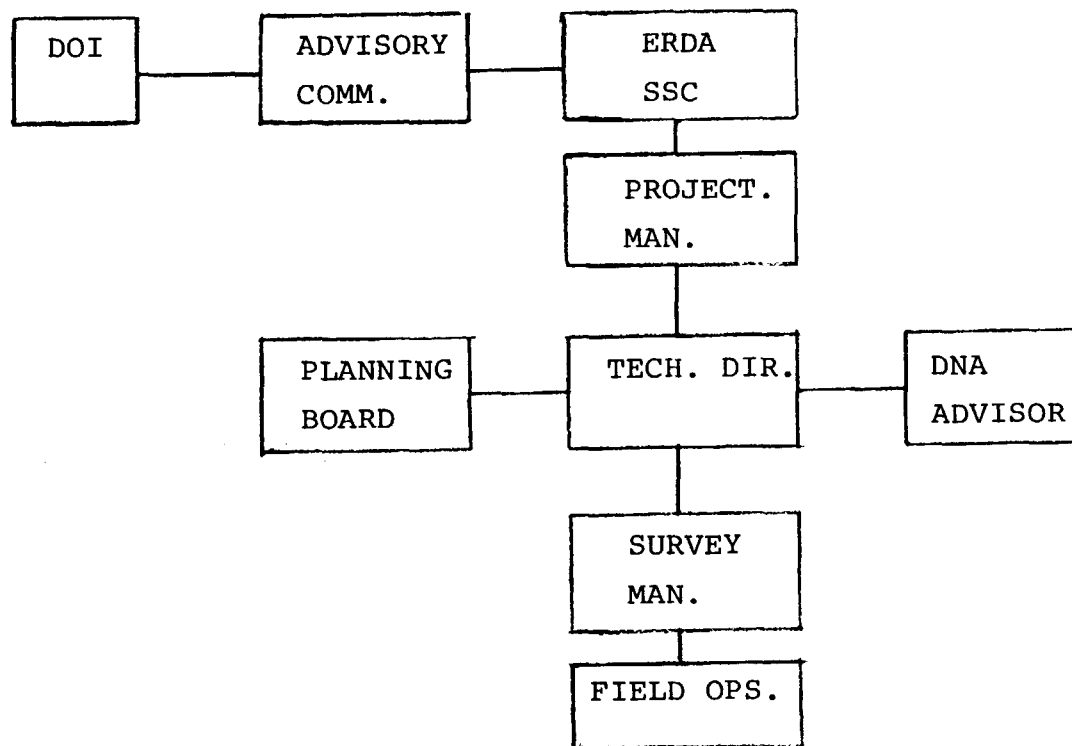 DOI
ADVISORY
COMM.
ERDA
SSC
PROJECT.
MAN.
PLANNING
BOARD
TECH. DIR.
DNA
ADVISOR
SURVEY
MAN.
FIELD OPS.